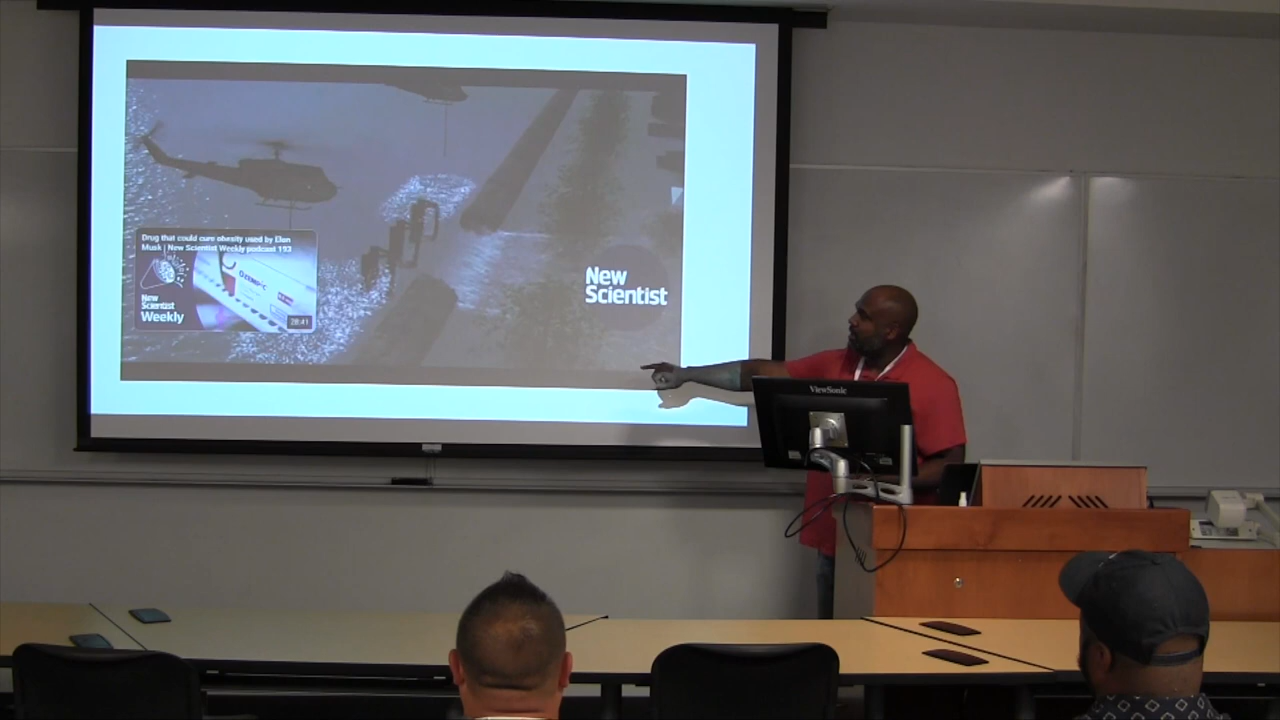 Drug that could cure obesity used by Elon
Musk | New Scientist Weekly podcast 193
New
Scientist
Weekly
28:41
New
Scientist
ViewSonic